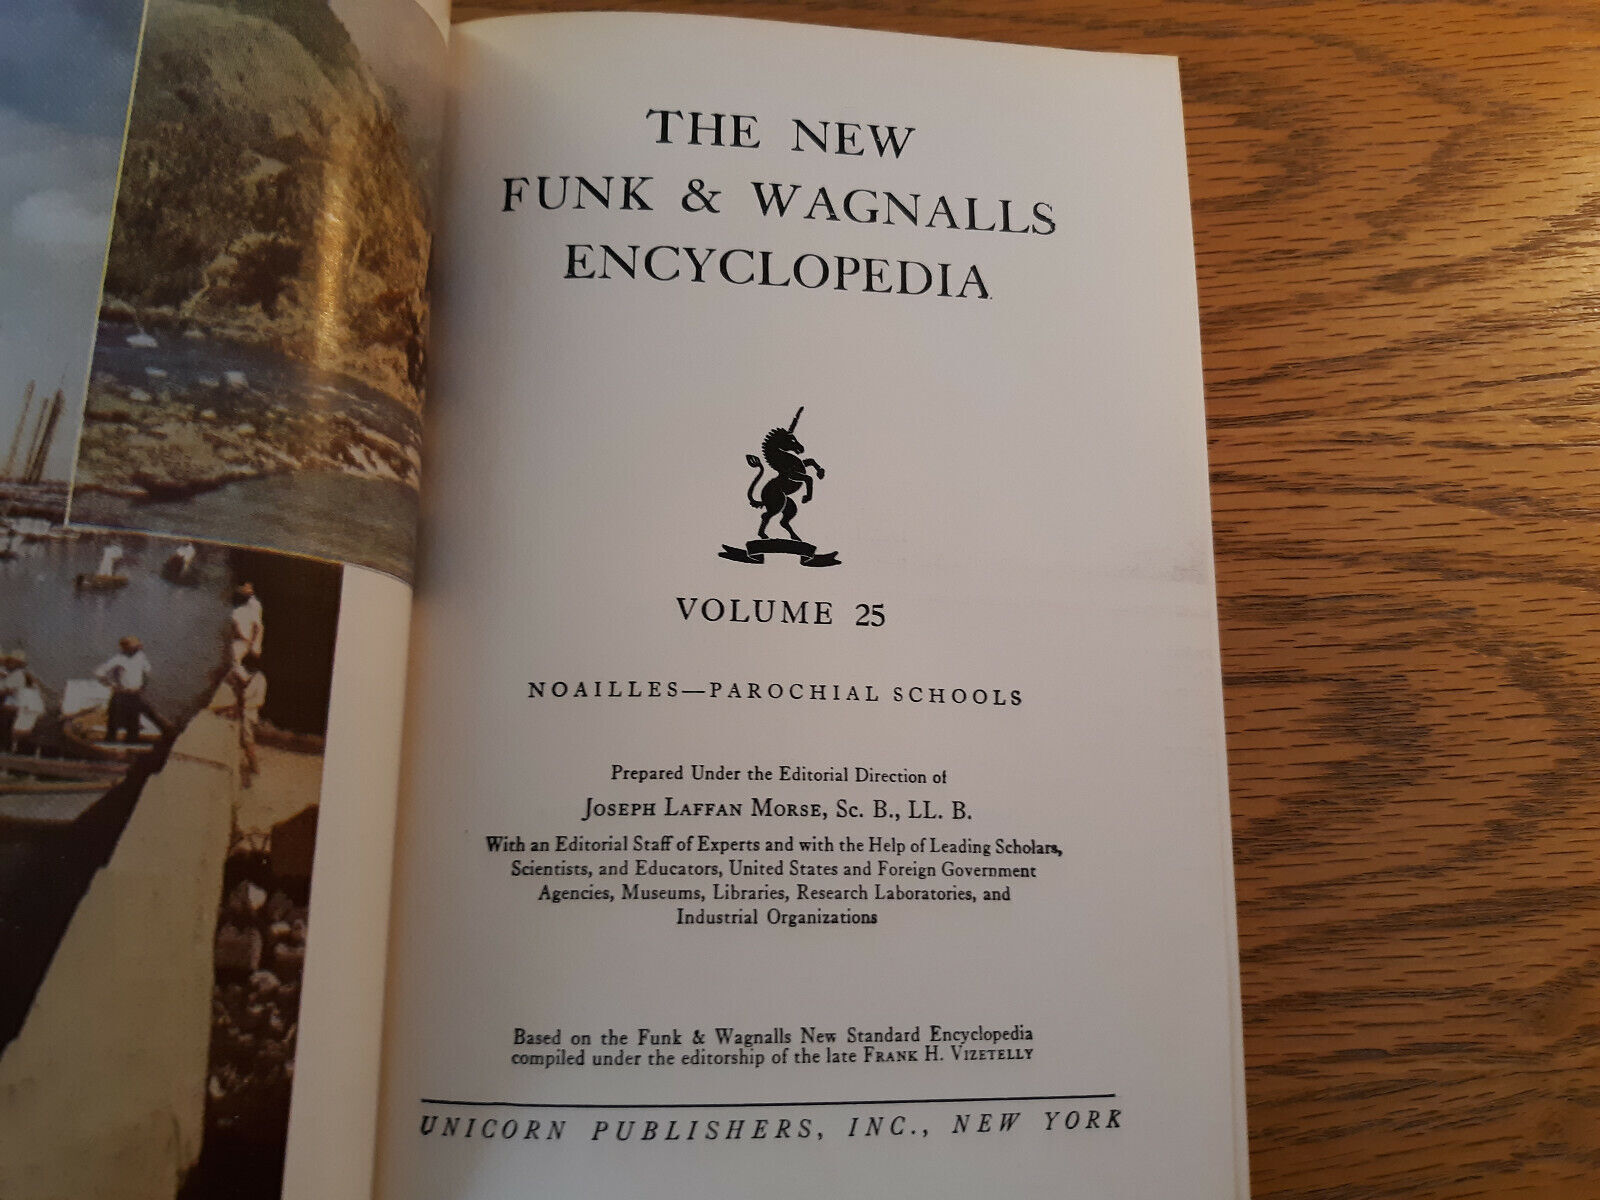 THE NEW
FUNK & WAGNALLS
ENCYCLOPEDIA
VOLUME 25
NOAILLES—PAROCHIAL SCHOOLS
Prepared Under the Editorial Direction of
JOSEPH LAFFAN MORSE, Sc. B., LL. B.
With an Editorial Staff of Experts and with the Help of Leading Scholars,
Scientists, and Educators, United States and Foreign Government
Agencies, Museums, Libraries, Research Laboratories, and
Industrial Organizations
Based on the Funk & Wagnalls New Standard Encyclopedia
compiled under the editorship of the late FRANK H. VIZETELLY
UNICORN PUBLISHERS, INC., NEW YORK